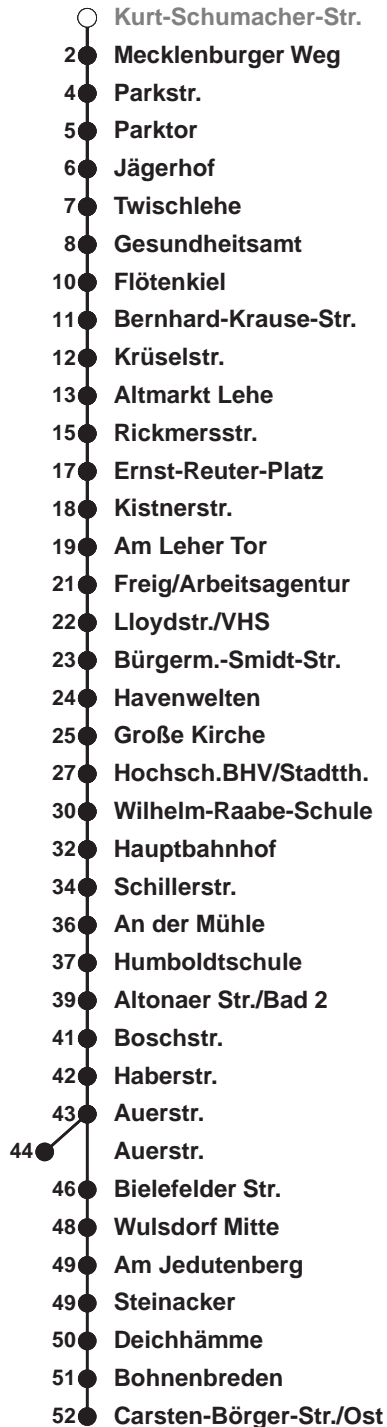 Kurt-Schumacher-Str.
2 Mecklenburger Weg
4 Parkstr.
5 Parktor
6 Jägerhof
7 Twischlehe
8 Gesundheitsamt
10 Flötenkiel
11 Bernhard-Krause-Str.
12 Krüselstr.
13 Altmarkt Lehe
15 Rickmersstr.
17 Ernst-Reuter-Platz
18 Kistnerstr.
19 Am Leher Tor
21 Freig/Arbeitsagentur
22 Lloydstr./VHS
23 Bürgerm.-Smidt-Str.
24 Havenwelten
25 Große Kirche
27 Hochsch.BHV/Stadtth.
30 Wilhelm-Raabe-Schule
32 Hauptbahnhof
34 Schillerstr.
36 An der Mühle
37 Humboldtschule
39 Altonaer Str./Bad 2
41 Boschstr.
42 Haberstr.
43 Auerstr.
44 Auerstr.
46 Bielefelder Str.
48 Wulsdorf Mitte
49 Am Jedutenberg
49 Steinacker
50 Deichhämme
51 Bohnenbreden
52 Carsten-Börger-Str./Ost